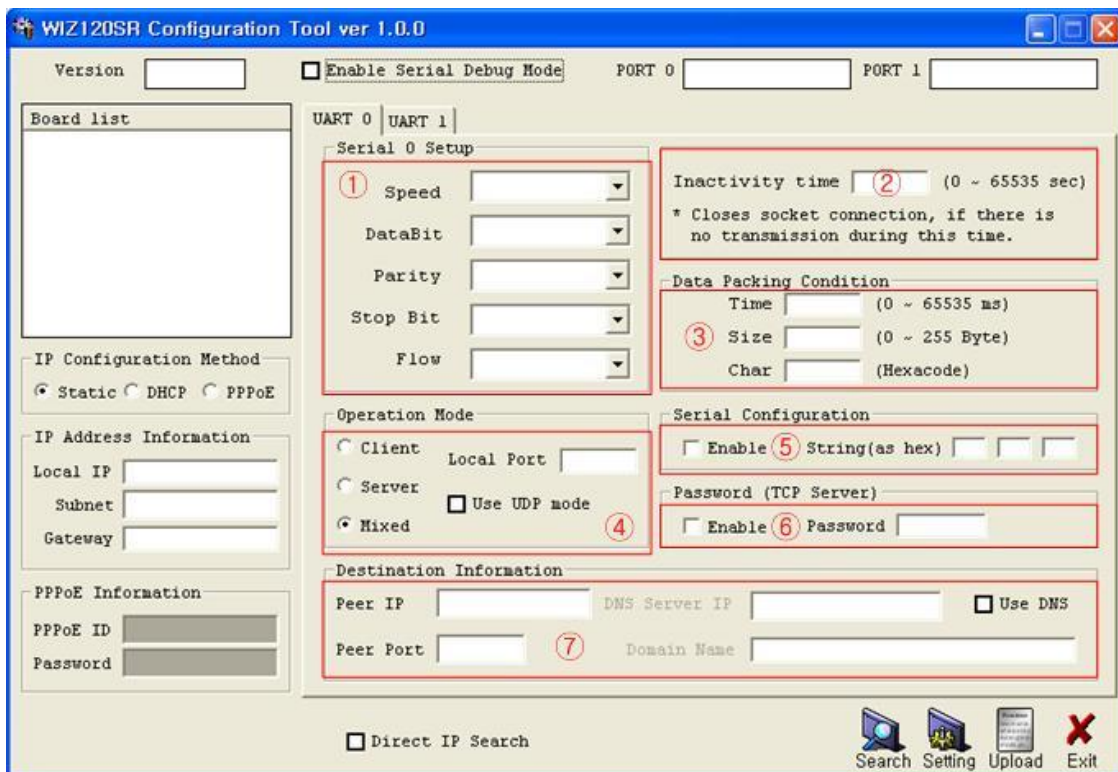 WIZ120SR Configuration Tool ver 1.0.0
Version
Enable Serial Debug Mode
PORT 0
PORT 1
Board list
UART 0
UART 1
Serial 0 Setup
① Speed
DataBit
Parity
Stop Bit
Flow
Inactivity time ② (0 ~ 65535 sec)
* Closes socket connection, if there is
no transmission during this time.
Data Packing Condition
Time (0 ~ 65535 ms)
③ Size (0 ~ 255 Byte)
Char (Hexacode)
IP Configuration Method
Static DHCP PPPoE
IP Address Information
Local IP
Subnet
Gateway
PPPoE Information
PPPoE ID
Password
Operation Mode
Client
Local Port
Server
Use UDP mode
Mixed
④
Serial Configuration
Enable ⑤ String(as hex)
Password (TCP Server)
Enable ⑥ Password
Destination Information
Peer IP
DNS Server IP
Use DNS
Peer Port
⑦
Domain Name
Direct IP Search
Search
Setting
Upload
Exit